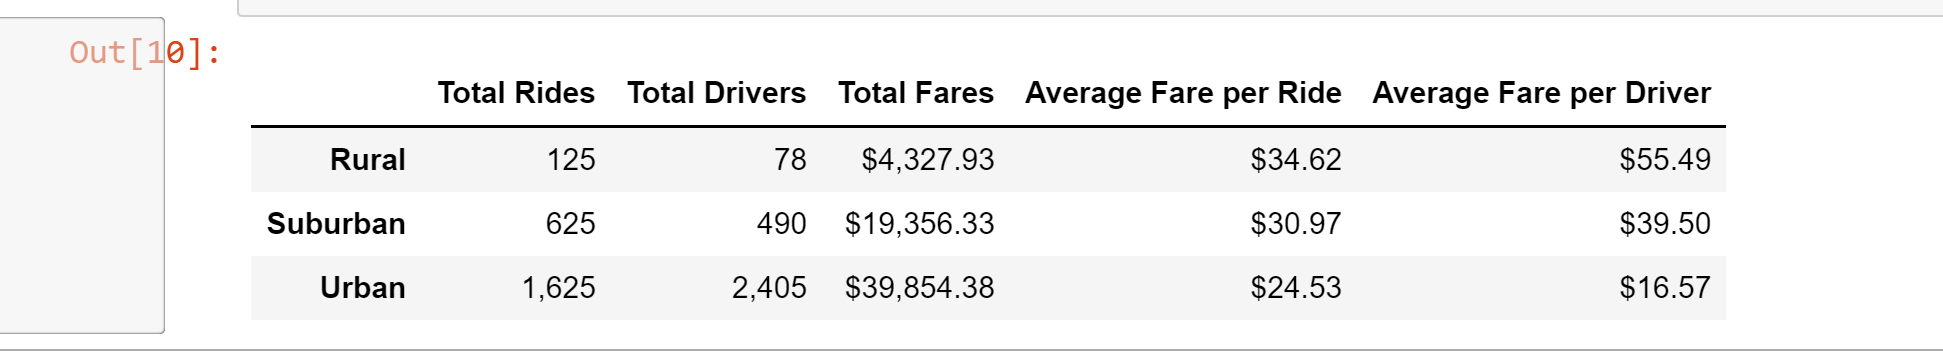 Out[10]:
Total Rides Total Drivers Total Fares Average Fare per Ride Average Fare per Driver
Rural 125 78 $4,327.93 $34.62 $55.49
Suburban 625 490 $19,356.33 $30.97 $39.50
Urban 1,625 2,405 $39,854.38 $24.53 $16.57